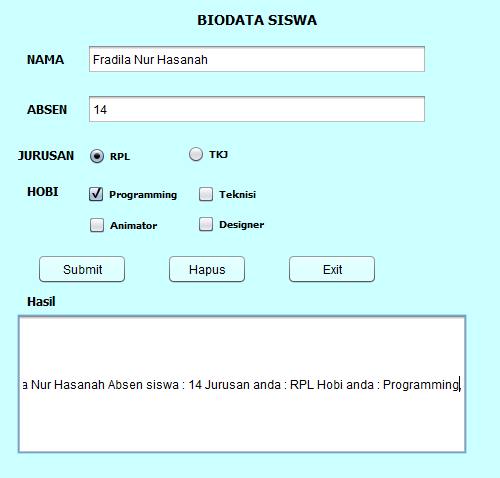 BIODATA SISWA
NAMA Fradila Nur Hasanah
ABSEN 14
JURUSAN RPL TKJ
HOBI Programming Teknisi
Animator Designer
Submit Hapus Exit
Hasil
a Nur Hasanah Absen siswa : 14 Jurusan anda : RPL Hobi anda : Programming,